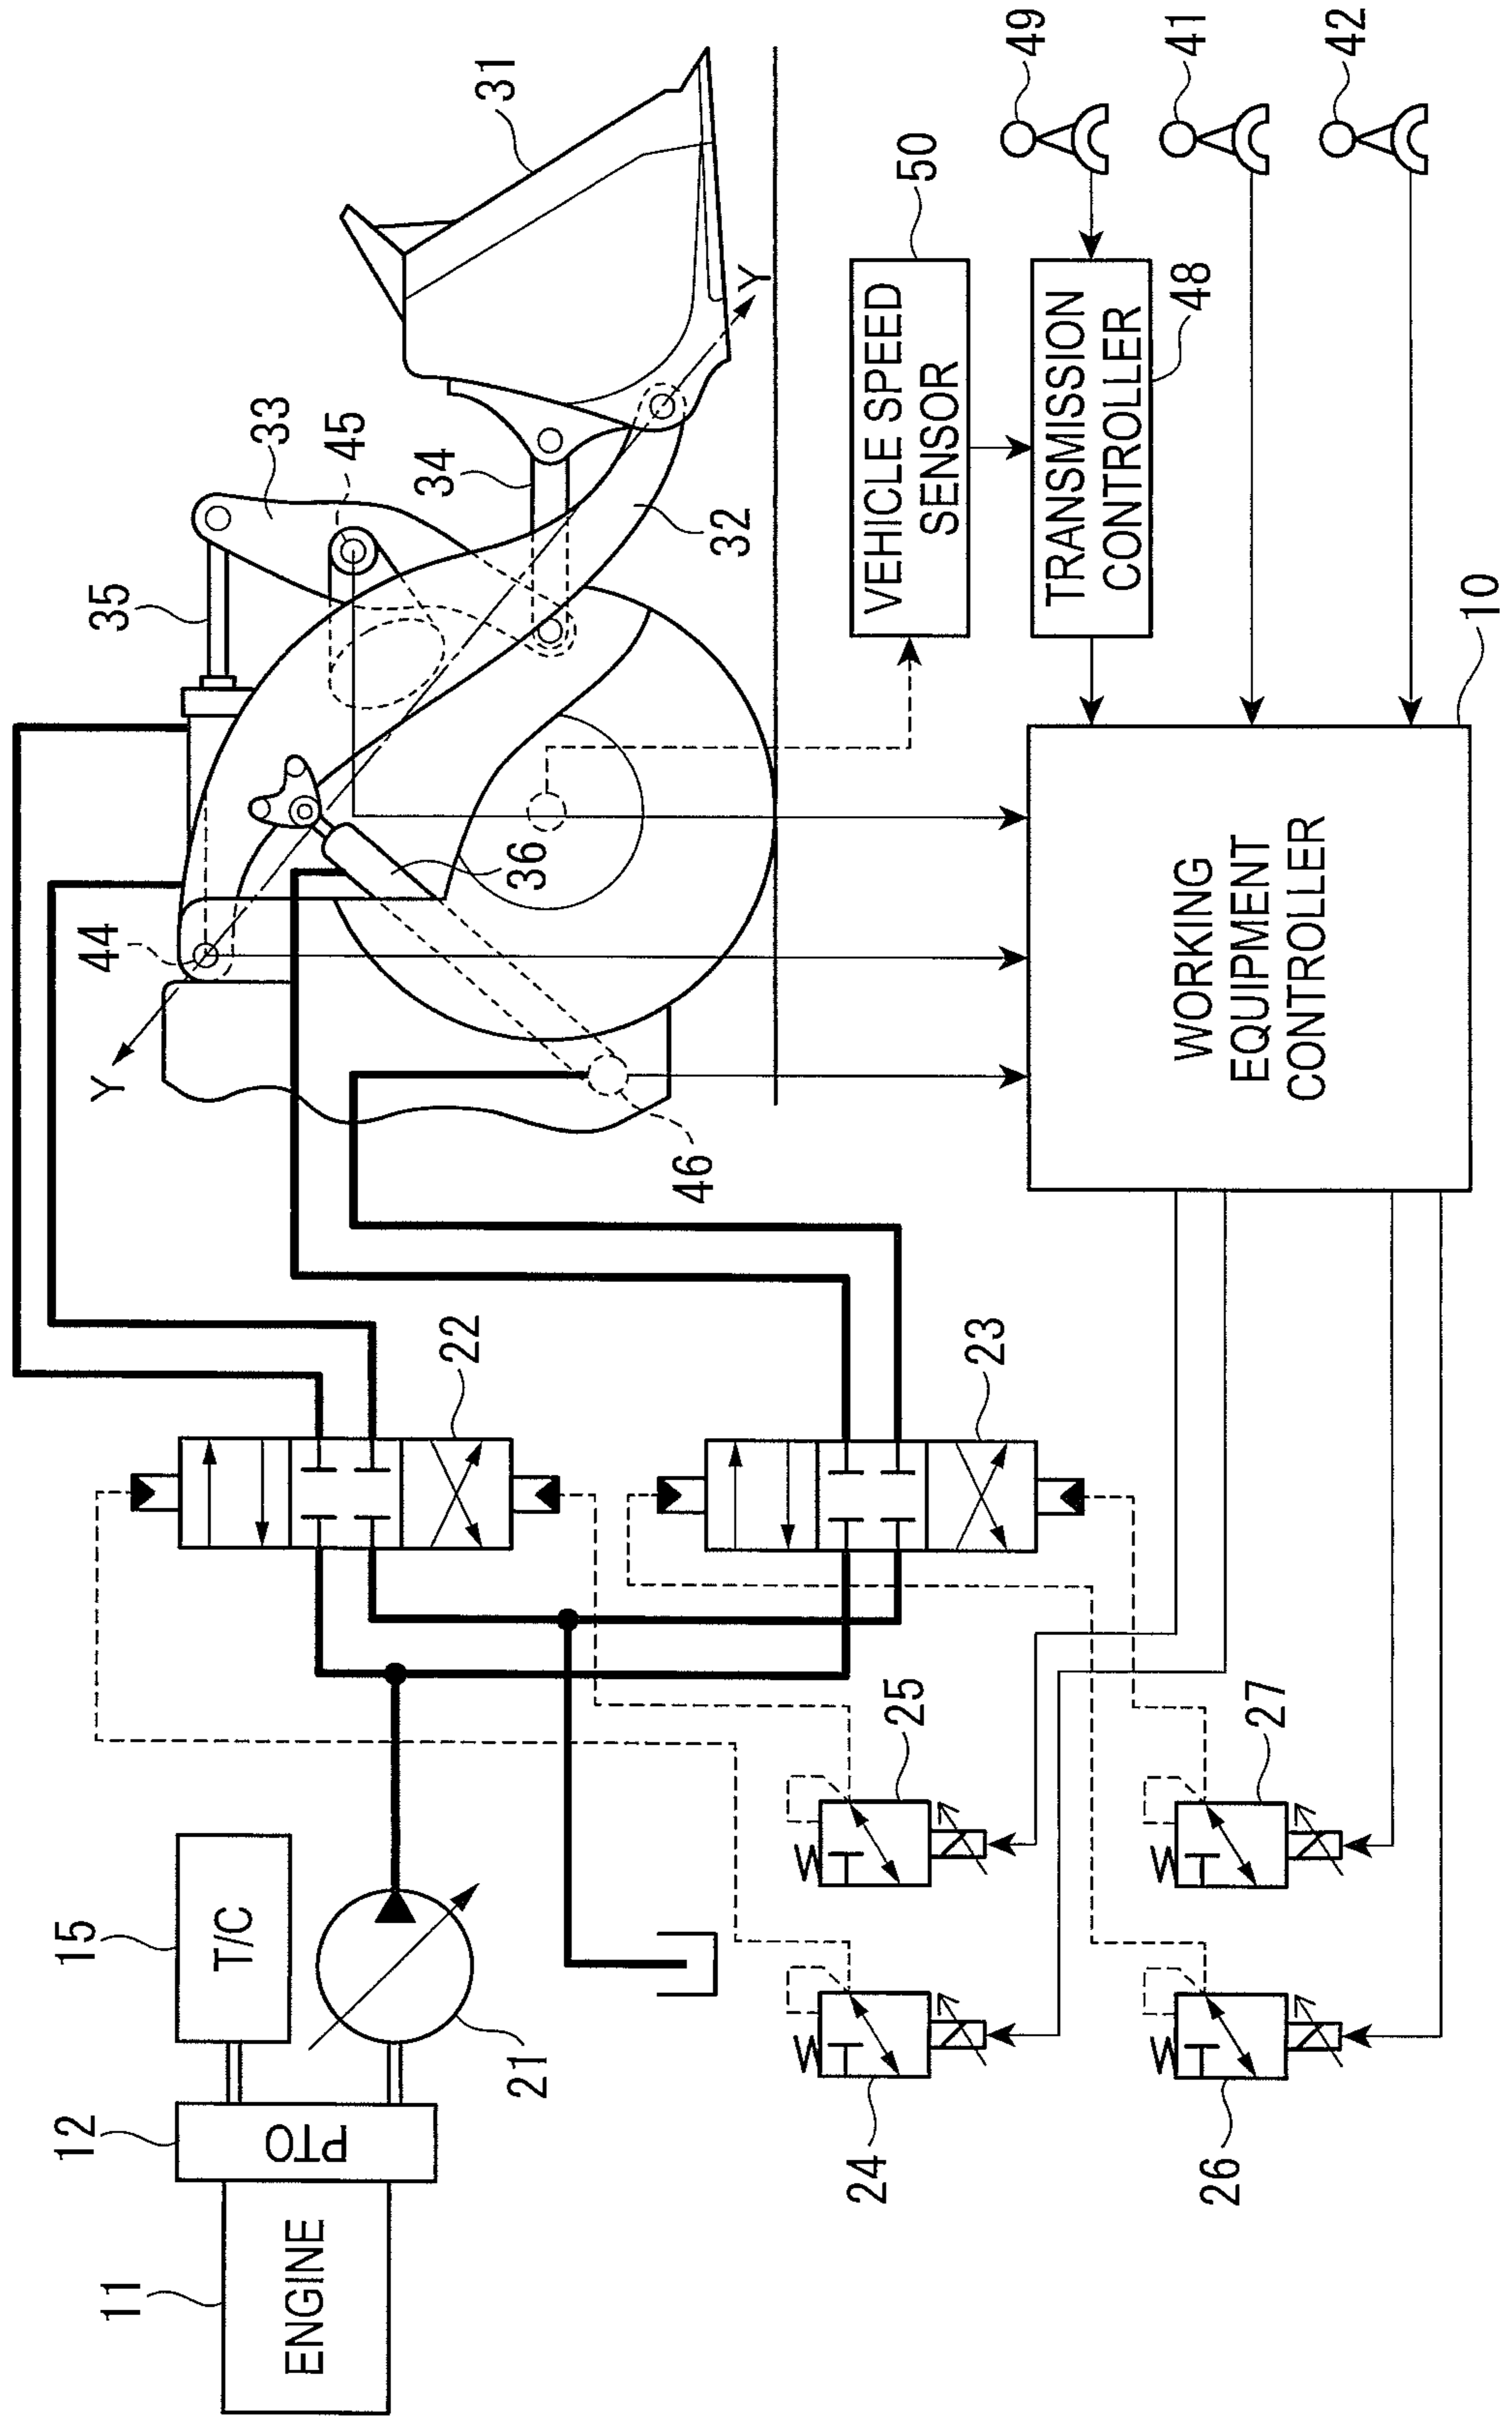 11
ENGINE
12
PTO
15
T/C
21
22
23
24
25
26
27
Y
44
35
33
45
34
31
32
36
46
Y
VEHICLE SPEED
SENSOR
50
TRANSMISSION
CONTROLLER
48
49
41
42
WORKING
EQUIPMENT
CONTROLLER
10